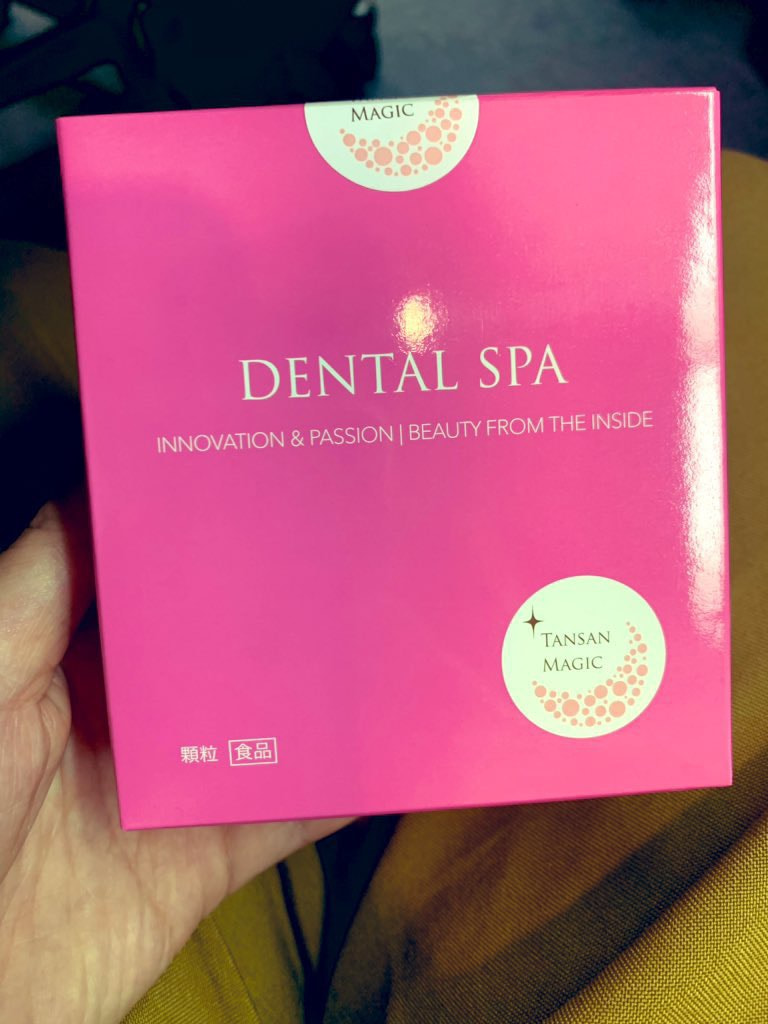 MAGIC
DENTAL SPA
INNOVATION & PASSION | BEAUTY FROM THE INSIDE
TANSAN
MAGIC
顆粒 食品